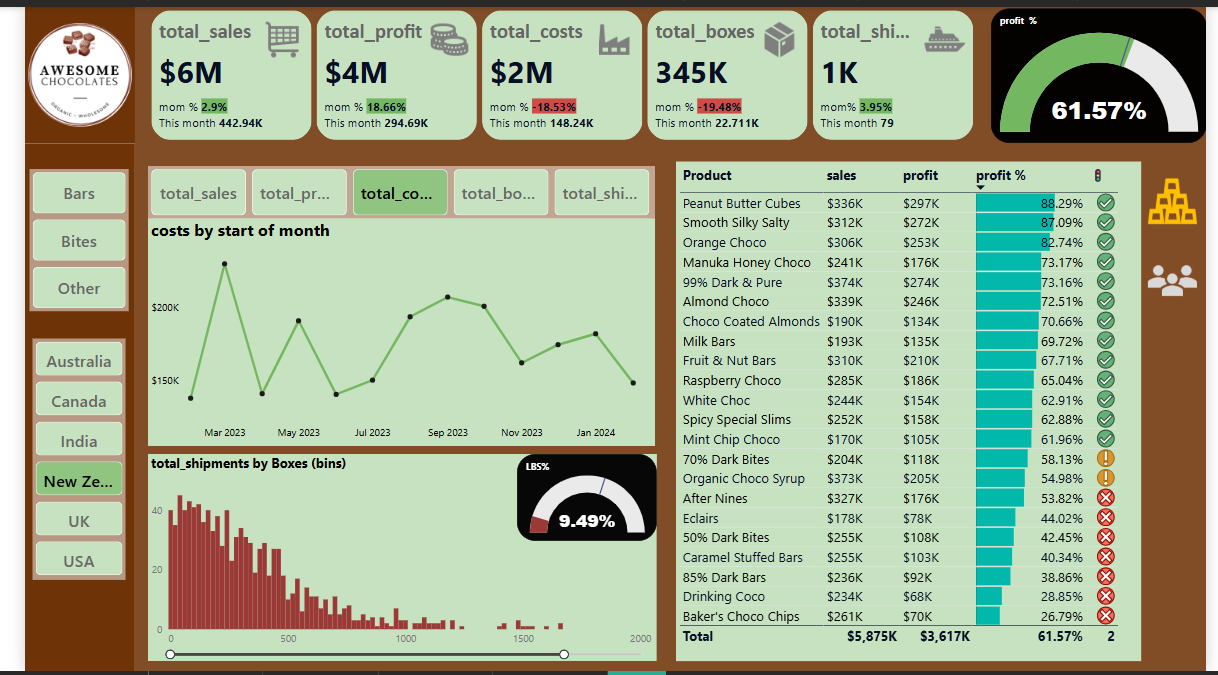 AWESOME
CHOCOLATES
ORGANIC - WHOLESOME
total_sales
$6M
mom % 2.9%
This month 442.94K
total_profit
$4M
mom % 18.66%
This month 294.69K
total_costs
$2M
mom % -18.53%
This month 148.24K
total_boxes
345K
mom % -19.48%
This month 22.711K
total_shi...
1K
mom% 3.95%
This month 79
profit %
61.57%
Bars
Bites
Other
Australia
Canada
India
New Ze...
UK
USA
total_sales total_pr... total_co... total_bo... total_shi...
costs by start of month
$200K
$150K
Mar 2023 May 2023 Jul 2023 Sep 2023 Nov 2023 Jan 2024
total_shipments by Boxes (bins)
LBS%
9.49%
40
20
0
0 500 1000 1500 2000
Product sales profit profit %
Peanut Butter Cubes $336K $297K 88.29%
Smooth Silky Salty $312K $272K 87.09%
Orange Choco $306K $253K 82.74%
Manuka Honey Choco $241K $176K 73.17%
99% Dark & Pure $374K $274K 73.16%
Almond Choco $339K $246K 72.51%
Choco Coated Almonds $190K $134K 70.66%
Milk Bars $193K $135K 69.72%
Fruit & Nut Bars $310K $210K 67.71%
Raspberry Choco $285K $186K 65.04%
White Choc $244K $154K 62.91%
Spicy Special Slims $252K $158K 62.88%
Mint Chip Choco $170K $105K 61.96%
70% Dark Bites $204K $118K 58.13%
Organic Choco Syrup $373K $205K 54.98%
After Nines $327K $176K 53.82%
Eclairs $178K $78K 44.02%
50% Dark Bites $255K $108K 42.45%
Caramel Stuffed Bars $255K $103K 40.34%
85% Dark Bars $236K $92K 38.86%
Drinking Coco $234K $68K 28.85%
Baker's Choco Chips $261K $70K 26.79%
Total $5,875K $3,617K 61.57% 2